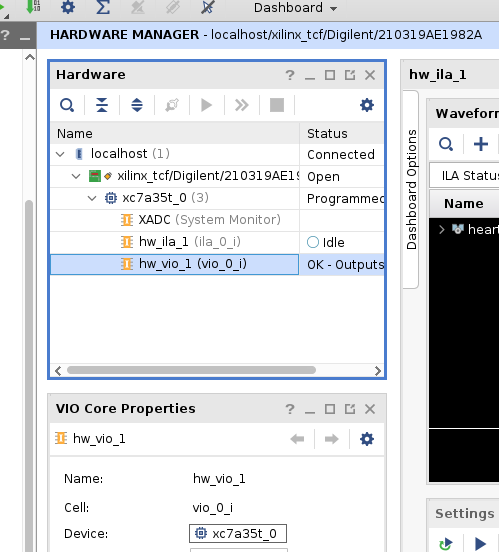 Dashboard
? _ HARDWARE MANAGER - localhost/xilinx_tcf/Digilent/210319AE1982A
Hardware
Name Status
localhost (1) Connected
xilinx_tcf/Digilent/210319AE19 Open
xc7a35t_0 (3) Programmed
XADC (System Monitor)
hw_ila_1 (ila_0_i) Idle
hw_vio_1 (vio_0_i) OK - Outputs
VIO Core Properties
hw_vio_1
Name: hw_vio_1
Cell: vio_0_i
Device: xc7a35t_0
hw_ila_1
Dashboard Options
Waveform
ILA Status
Name
heart
Settings